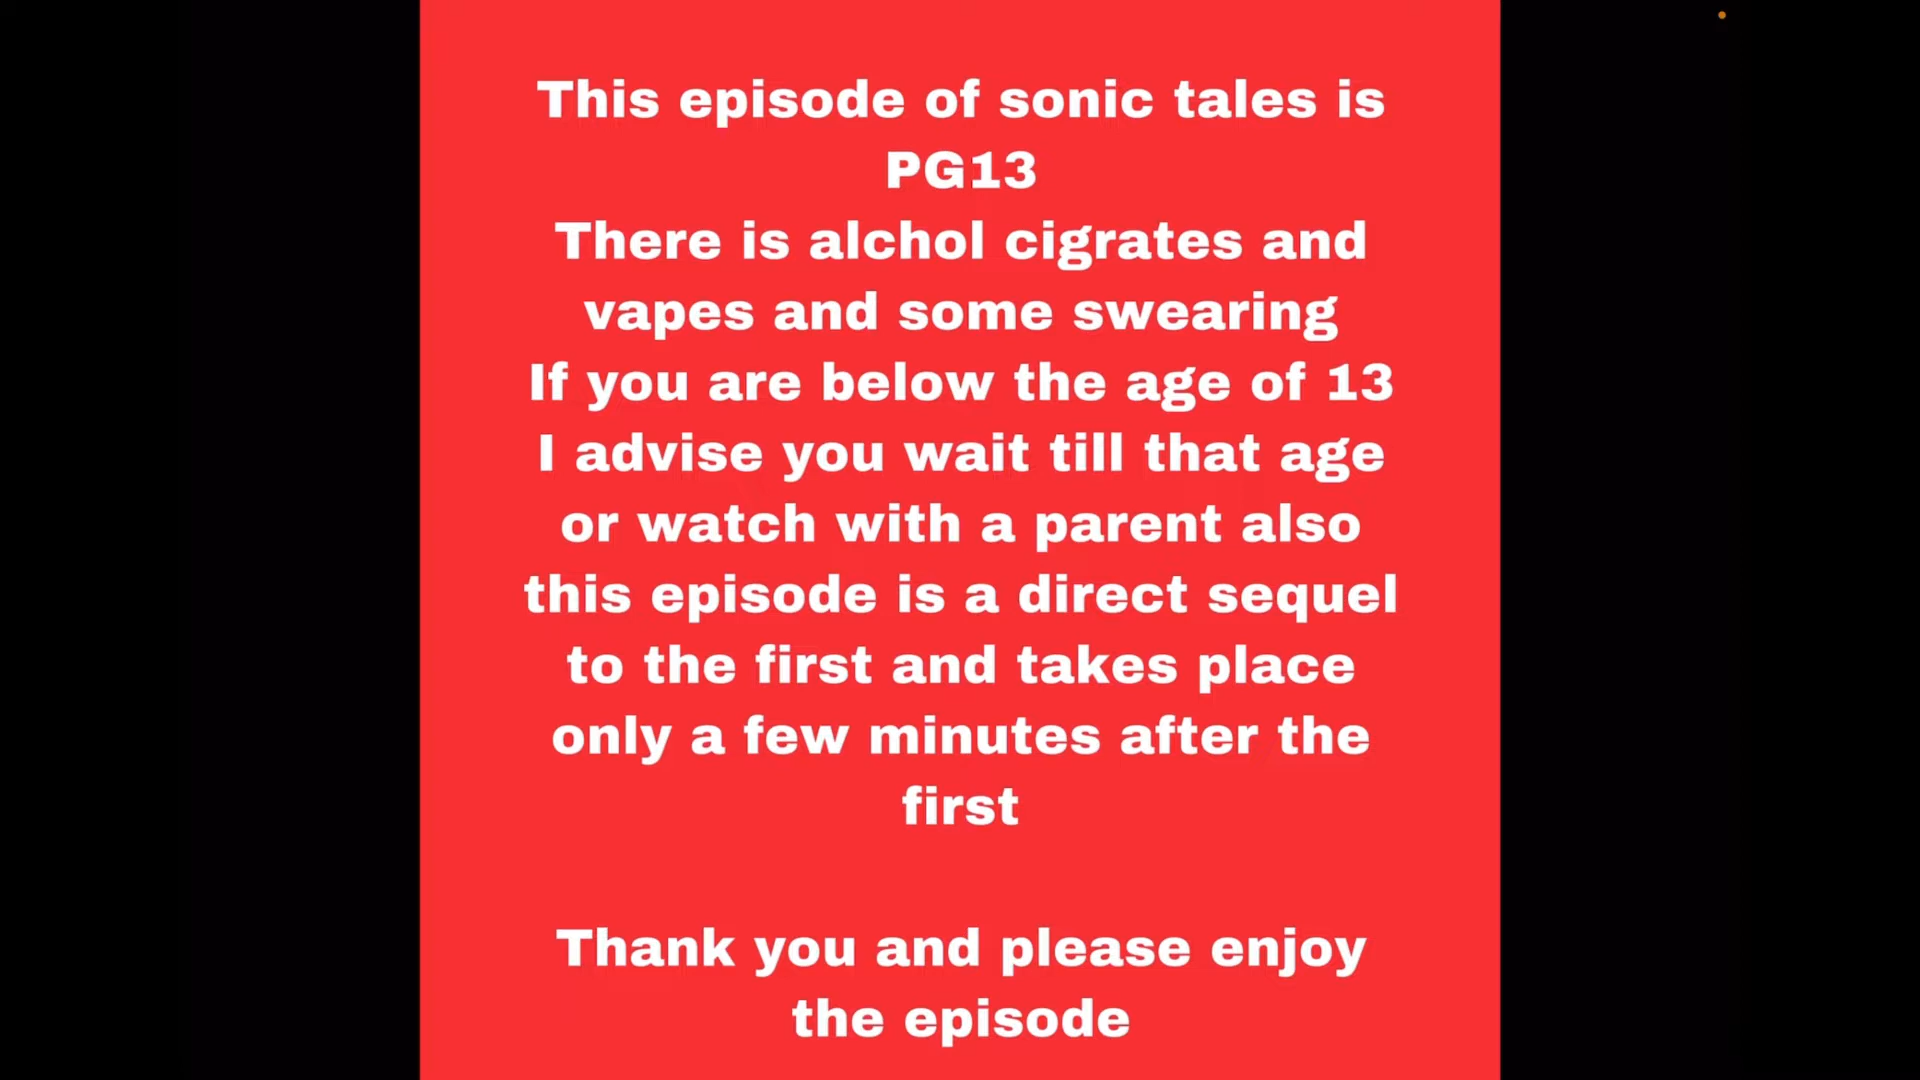 This episode of sonic tales is
PG13
There is alchol cigrates and
vapes and some swearing
If you are below the age of 13
I advise you wait till that age
or watch with a parent also
this episode is a direct sequel
to the first and takes place
only a few minutes after the
first
Thank you and please enjoy
the episode